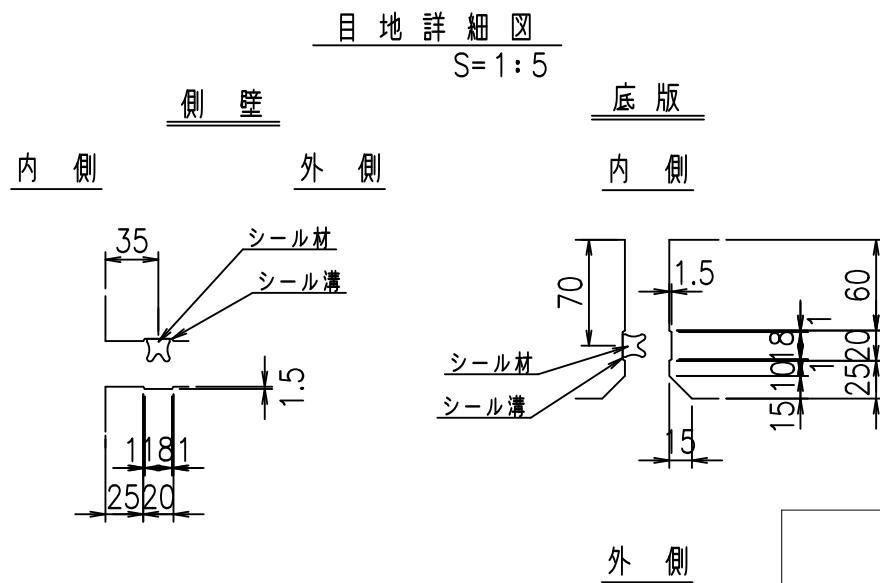 目地詳細図
S=1:5
側壁
底版
内側
外側
内側
35
シール材
シール溝
1.5
1 18 1
25 20
70
1.5
60
1
18
20
1
10
25
15
シール材
シール溝
15
外側